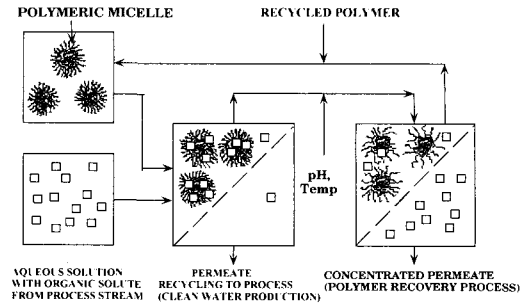 POLYMERIC MICELLE
RECYCLED POLYMER
pH,
Temp
AQUEOUS SOLUTION
WITH ORGANIC SOLUTE
FROM PROCESS STREAM
PERMEATE
RECYCLING TO PROCESS
(CLEAN WATER PRODUCTION)
CONCENTRATED PERMEATE
(POLYMER RECOVERY PROCESS)